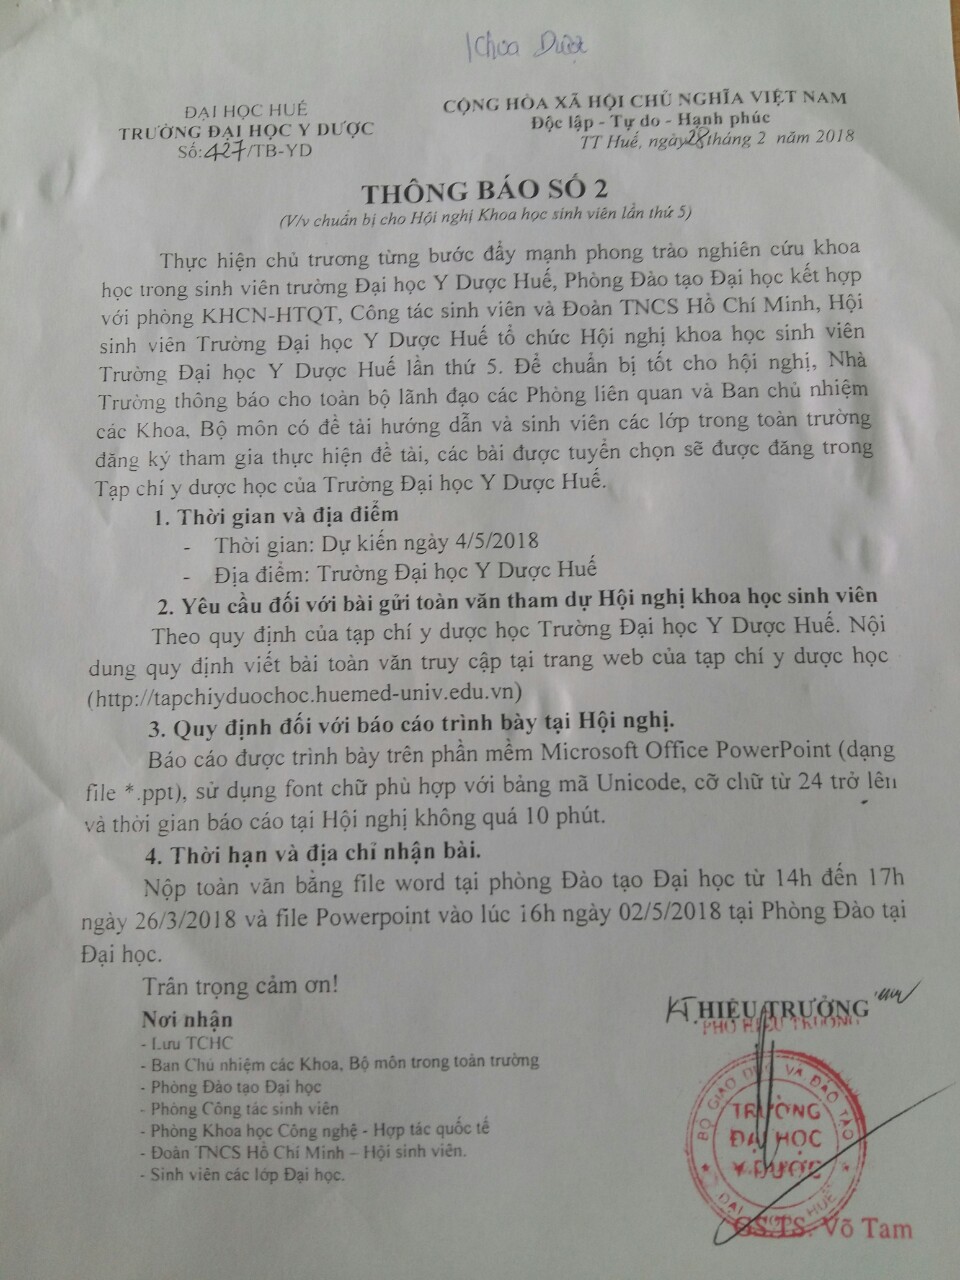 Khoa Dược
ĐẠI HỌC HUẾ
TRƯỜNG ĐẠI HỌC Y DƯỢC
Số:427/TB-YD
CỘNG HÒA XÃ HỘI CHỦ NGHĨA VIỆT NAM
Độc lập - Tự do - Hạnh phúc
TT Huế, ngày 28 tháng 2 năm 2018
THÔNG BÁO SỐ 2
(V/v chuẩn bị cho Hội nghị Khoa học sinh viên lần thứ 5)
Thực hiện chủ trương từng bước đẩy mạnh phong trào nghiên cứu khoa
học trong sinh viên trường Đại học Y Dược Huế, Phòng Đào tạo Đại học kết hợp
với phòng KHCN-HTQT, Công tác sinh viên và Đoàn TNCS Hồ Chí Minh, Hội
sinh viên Trường Đại học Y Dược Huế tổ chức Hội nghị khoa học sinh viên
Trường Đại học Y Dược Huế lần thứ 5. Để chuẩn bị tốt cho hội nghị, Nhà
Trường thông báo cho toàn bộ lãnh đạo các Phòng liên quan và Ban chủ nhiệm
các Khoa, Bộ môn có đề tài hướng dẫn và sinh viên các lớp trong toàn trường
đăng ký tham gia thực hiện đề tài, các bài được tuyển chọn sẽ được đăng trong
Tạp chí y dược học của Trường Đại học Y Dược Huế.
1. Thời gian và địa điểm
- Thời gian: Dự kiến ngày 4/5/2018
- Địa điểm: Trường Đại học Y Dược Huế
2. Yêu cầu đối với bài gửi toàn văn tham dự Hội nghị khoa học sinh viên
Theo quy định của tạp chí y dược học Trường Đại học Y Dược Huế. Nội
dung quy định viết bài toàn văn truy cập tại trang web của tạp chí y dược học
(http://tapchiyduochoc.huemed-univ.edu.vn)
3. Quy định đối với báo cáo trình bày tại Hội nghị.
Báo cáo được trình bày trên phần mềm Microsoft Office PowerPoint (dạng
file *.ppt), sử dụng font chữ phù hợp với bảng mã Unicode, cỡ chữ từ 24 trở lên
và thời gian báo cáo tại Hội nghị không quá 10 phút.
4. Thời hạn và địa chỉ nhận bài.
Nộp toàn văn bằng file word tại phòng Đào tạo Đại học từ 14h đến 17h
ngày 26/3/2018 và file Powerpoint vào lúc 16h ngày 02/5/2018 tại Phòng Đào tại
Đại học.
Trân trọng cảm ơn!
Nơi nhận
- Lưu TCHC
- Ban Chủ nhiệm các Khoa, Bộ môn trong toàn trường
- Phòng Đào tạo Đại học
- Phòng Công tác sinh viên
- Phòng Khoa học Công nghệ - Hợp tác quốc tế
- Đoàn TNCS Hồ Chí Minh – Hội sinh viên.
- Sinh viên các lớp Đại học.
KT HIỆU TRƯỞNG
PHÓ HIỆU TRƯỞNG
BỘ GIÁO DỤC VÀ ĐÀO TẠO
TRƯỜNG
ĐẠI HỌC
Y DƯỢC
ĐẠI HỌC HUẾ
GS.TS. Võ Tam